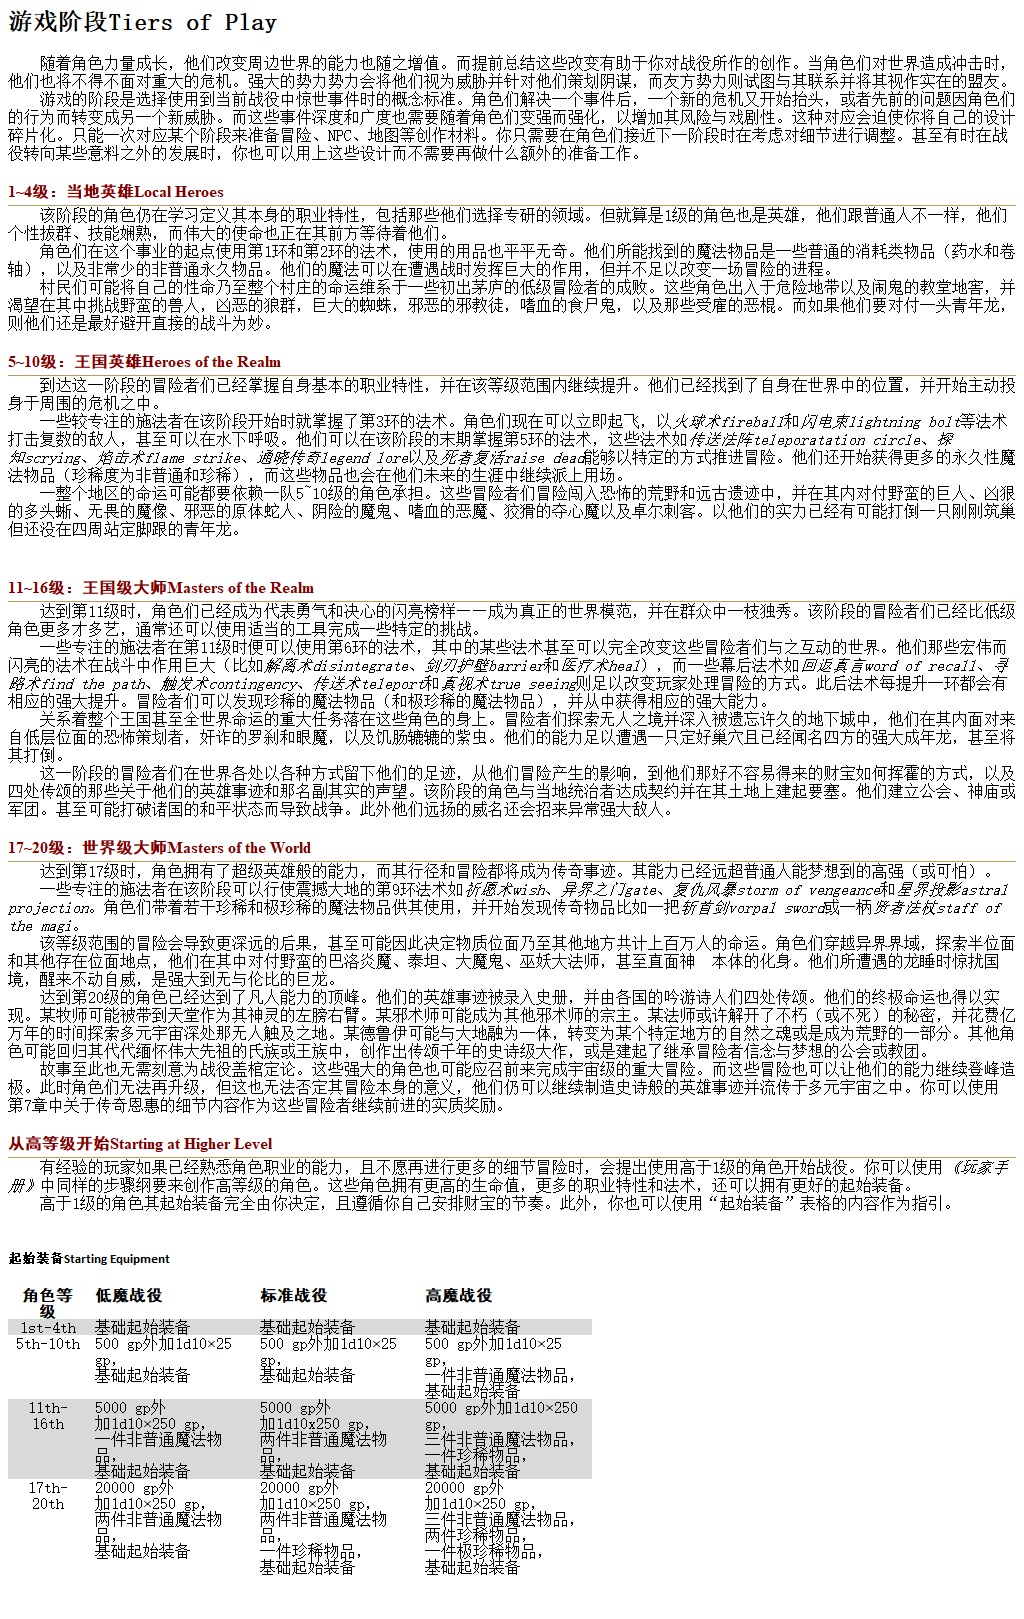 游戏阶段Tiers of Play
随着角色力量成长，他们改变周边世界的能力也随之增值。而提前总结这些改变有助于你对战役所作的创作。当角色们对世界造成冲击时，
他们也将不得不面对重大的危机。强大的势力势力会将他们视为威胁并针对他们策划阴谋，而友方势力则试图与其联系并将其视作实在的盟友。
游戏的阶段是选择使用到当前战役中惊世事件时的概念标准。角色们解决一个事件后，一个新的危机又开始抬头，或者先前的问题因角色们
的行为而转变成另一个新威胁。而这些事件深度和广度也需要随着角色们变强而强化，以增加其风险与戏剧性。这种对应会迫使你将自己的设计
碎片化。只能一次对应某个阶段来准备冒险、NPC、地图等创作材料。你只需要在角色们接近下一阶段时在考虑对细节进行调整。甚至有时在战
役转向某些意料之外的发展时，你也可以用上这些设计而不需要再做什么额外的准备工作。
1~4级：当地英雄Local Heroes
该阶段的角色仍在学习定义其本身的职业特性，包括那些他们选择专研的领域。但就算是1级的角色也是英雄，他们跟普通人不一样，他们
个性拔群、技能娴熟，而伟大的使命也正在其前方等待着他们。
角色们在这个事业的起点使用第1环和第2环的法术，使用的用品也平平无奇。他们所能找到的魔法物品是一些普通的消耗类物品（药水和卷
轴），以及非常少的非普通永久物品。他们的魔法可以在遭遇战时发挥巨大的作用，但并不足以改变一场冒险的进程。
村民们可能将自己的性命乃至整个村庄的命运维系于一些初出茅庐的低级冒险者的成败。这些角色出入于危险地带以及闹鬼的教堂地窖，并
渴望在其中挑战野蛮的兽人，凶恶的狼群，巨大的蜘蛛，邪恶的邪教徒，嗜血的食尸鬼，以及那些受雇的恶棍。而如果他们要对付一头青年龙，
则他们还是最好避开直接的战斗为妙。
5~10级：王国英雄Heroes of the Realm
到达这一阶段的冒险者们已经掌握自身基本的职业特性，并在该等级范围内继续提升。他们已经找到了自身在世界中的位置，并开始主动投
身于周围的危机之中。
一些较专注的施法者在该阶段开始时就掌握了第3环的法术。角色们现在可以立即起飞，以火球术fireball和闪电束lightning bolt等法术
打击复数的敌人，甚至可以在水下呼吸。他们可以在该阶段的末期掌握第5环的法术，这些法术如传送法阵teleporatation circle、探
知scrying、焰击术flame strike、通晓传奇legend lore以及死者复活raise dead能够以特定的方式推进冒险。他们还开始获得更多的永久性魔
法物品（珍稀度为非普通和珍稀），而这些物品也会在他们未来的生涯中继续派上用场。
一整个地区的命运可能都要依赖一队5~10级的角色承担。这些冒险者们冒险闯入恐怖的荒野和远古遗迹中，并在其内对付野蛮的巨人、凶狠
的多头蜥、无畏的魔像、邪恶的原体蛇人、阴险的魔鬼、嗜血的恶魔、狡猾的夺心魔以及卓尔刺客。以他们的实力已经有可能打倒一只刚刚筑巢
但还没在四周站定脚跟的青年龙。
11~16级：王国级大师Masters of the Realm
达到第11级时，角色们已经成为代表勇气和决心的闪亮榜样——成为真正的世界模范，并在群众中一枝独秀。该阶段的冒险者们已经比低级
角色更多才多艺，通常还可以使用适当的工具完成一些特定的挑战。
一些专注的施法者在第11级时便可以使用第6环的法术，其中的某些法术甚至可以完全改变这些冒险者们与之互动的世界。他们那些宏伟而
闪亮的法术在战斗中作用巨大（比如解离术disintegrate、剑刃护壁barrier和医疗术heal），而一些幕后法术如回返真言word of recall、寻
路术find the path、触发术contingency、传送术teleport和真视术true seeing则足以改变玩家处理冒险的方式。此后法术每提升一环都会有
相应的强大提升。冒险者们可以发现珍稀的魔法物品（和极珍稀的魔法物品），并从中获得相应的强大能力。
关系着整个王国甚至全世界命运的重大任务落在这些角色的身上。冒险者们探索无人之境并深入被遗忘许久的地下城中，他们在其内面对来
自低层位面的恐怖策划者，奸诈的罗刹和眼魔，以及饥肠辘辘的紫虫。他们的能力足以遭遇一只定好巢穴且已经闻名四方的强大成年龙，甚至将
其打倒。
这一阶段的冒险者们在世界各处以各种方式留下他们的足迹，从他们冒险产生的影响，到他们那好不容易得来的财宝如何挥霍的方式，以及
四处传颂的那些关于他们的英雄事迹和那名副其实的声望。该阶段的角色与当地统治者达成契约并在其土地上建起要塞。他们建立公会、神庙或
军团。甚至可能打破诸国的和平状态而导致战争。此外他们远扬的威名还会招来异常强大敌人。
17~20级：世界级大师Masters of the World
达到第17级时，角色拥有了超级英雄般的能力，而其行径和冒险都将成为传奇事迹。其能力已经远超普通人能梦想到的高强（或可怕）。
一些专注的施法者在该阶段可以行使震撼大地的第9环法术如祈愿术wish、异界之门gate、复仇风暴storm of vengeance和星界投影astral
projection。角色们带着若干珍稀和极珍稀的魔法物品供其使用，并开始发现传奇物品比如一把斩首剑vorpal sword或一柄贤者法杖staff of
the magi。
该等级范围的冒险会导致更深远的后果，甚至可能因此决定物质位面乃至其他地方共计上百万人的命运。角色们穿越异界界域，探索半位面
和其他存在位面地点，他们在其中对付野蛮的巴洛炎魔、泰坦、大魔鬼、巫妖大法师，甚至直面神　本体的化身。他们所遭遇的龙睡时惊扰国
境，醒来不动自威，是强大到无与伦比的巨龙。
达到第20级的角色已经达到了凡人能力的顶峰。他们的英雄事迹被录入史册，并由各国的吟游诗人们四处传颂。他们的终极命运也得以实
现。某牧师可能被带到天堂作为其神灵的左膀右臂。某邪术师可能成为其他邪术师的宗主。某法师或许解开了不朽（或不死）的秘密，并花费亿
万年的时间探索多元宇宙深处那无人触及之地。某德鲁伊可能与大地融为一体，转变为某个特定地方的自然之魂或是成为荒野的一部分。其他角
色可能回归其代代缅怀伟大先祖的氏族或王族中，创作出传颂千年的史诗级大作，或是建起了继承冒险者信念与梦想的公会或教团。
故事至此也无需刻意为战役盖棺定论。这些强大的角色也可能应召前来完成宇宙级的重大冒险。而这些冒险也可以让他们的能力继续登峰造
极。此时角色们无法再升级，但这也无法否定其冒险本身的意义，他们仍可以继续制造史诗般的英雄事迹并流传于多元宇宙之中。你可以使用
第7章中关于传奇恩惠的细节内容作为这些冒险者继续前进的实质奖励。
从高等级开始Starting at Higher Level
有经验的玩家如果已经熟悉角色职业的能力，且不愿再进行更多的细节冒险时，会提出使用高于1级的角色开始战役。你可以使用《玩家手
册》中同样的步骤纲要来创作高等级的角色。这些角色拥有更高的生命值，更多的职业特性和法术，还可以拥有更好的起始装备。
高于1级的角色其起始装备完全由你决定，且遵循你自己安排财宝的节奏。此外，你也可以使用“起始装备”表格的内容作为指引。
起始装备Starting Equipment
角色等级 低魔战役 标准战役 高魔战役
1st-4th 基础起始装备 基础起始装备 基础起始装备
5th-10th 500 gp外加1d10×25 gp，基础起始装备 500 gp外加1d10×25 gp，基础起始装备 500 gp外加1d10×25 gp，一件非普通魔法物品，基础起始装备
11th-16th 5000 gp外加1d10×250 gp，一件非普通魔法物品，基础起始装备 5000 gp外加1d10x250 gp，两件非普通魔法物品，基础起始装备 5000 gp外加1d10×250 gp，三件非普通魔法物品，一件珍稀物品，基础起始装备
17th-20th 20000 gp外加1d10×250 gp，两件非普通魔法物品，基础起始装备 20000 gp外加1d10×250 gp，两件非普通魔法物品，一件珍稀物品，基础起始装备 20000 gp外加1d10×250 gp，三件非普通魔法物品，两件珍稀物品，一件极珍稀物品，基础起始装备